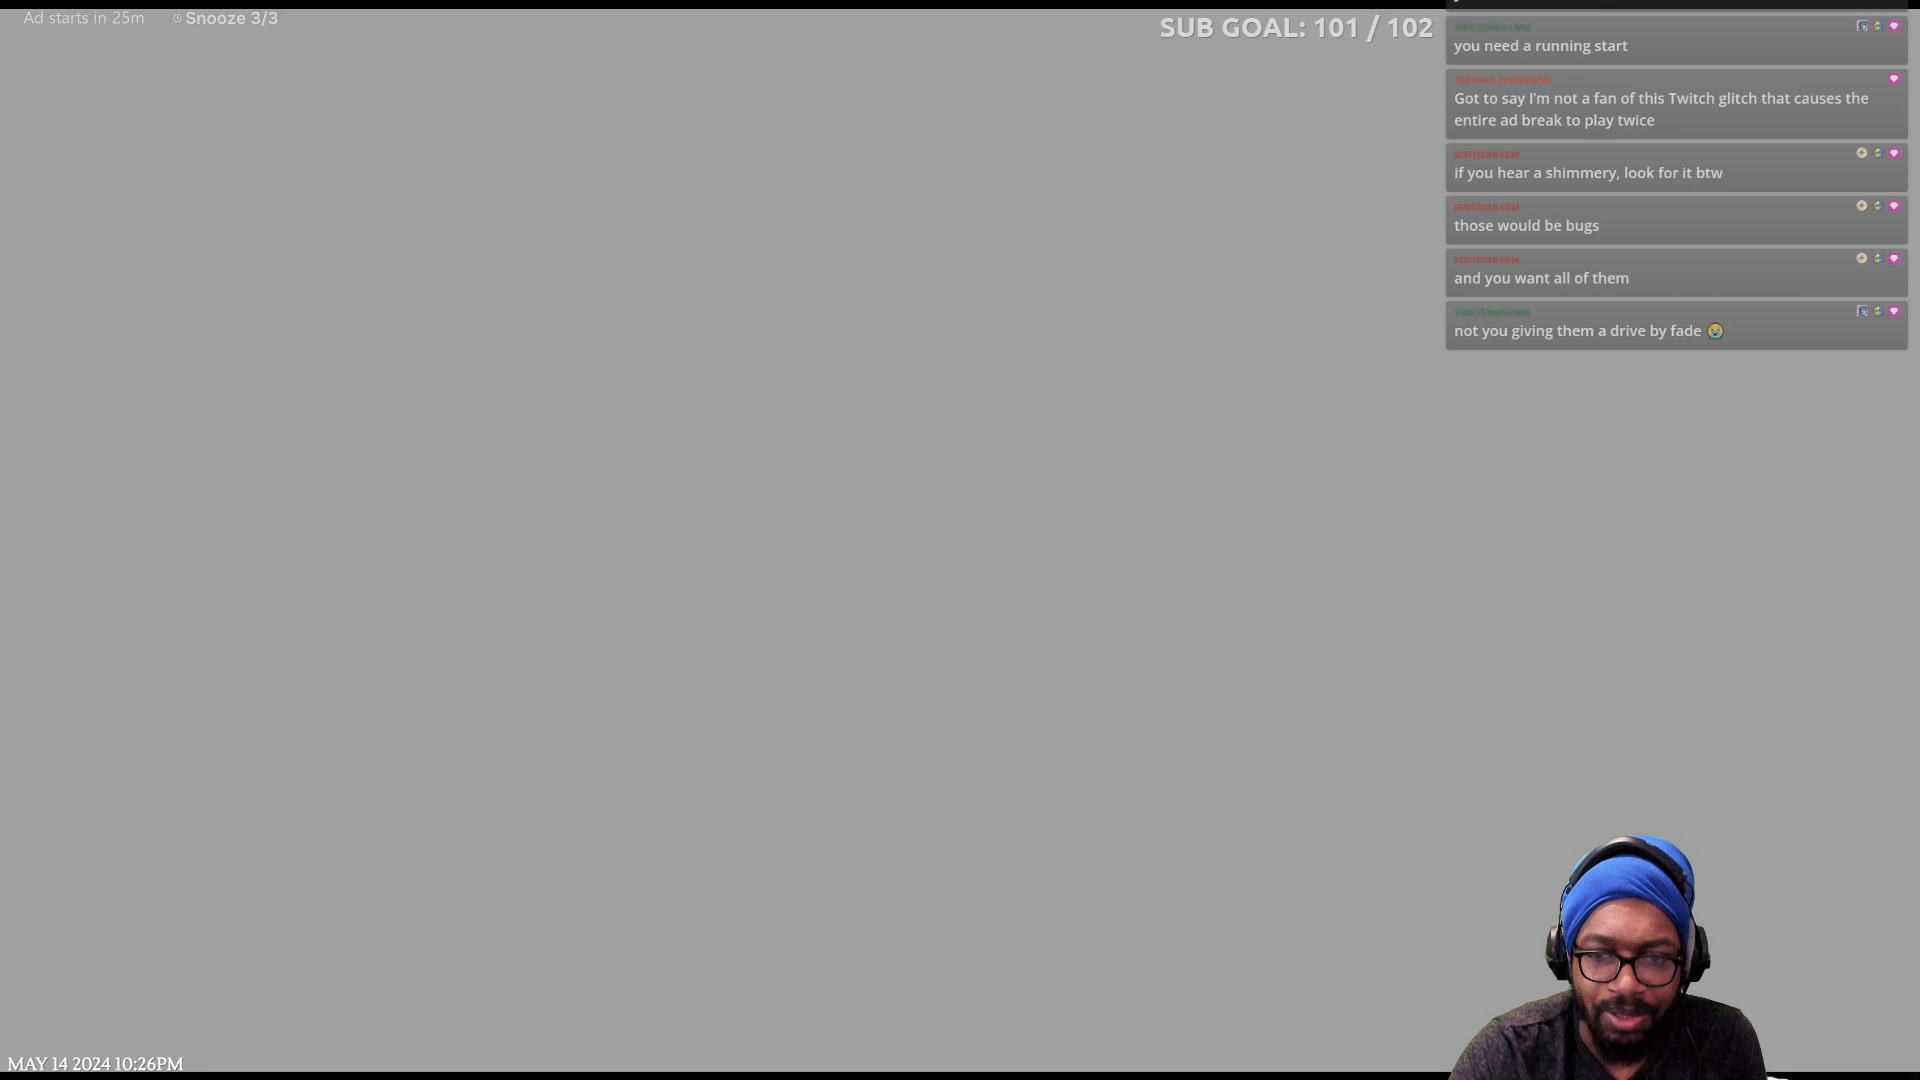 Ad starts in 25m
Snooze 3/3
SUB GOAL: 101 / 102
you need a running start
Got to say I'm not a fan of this Twitch glitch that causes the
entire ad break to play twice
if you hear a shimmery, look for it btw
those would be bugs
and you want all of them
not you giving them a drive by fade 😭
MAY 14 2024 10:26PM